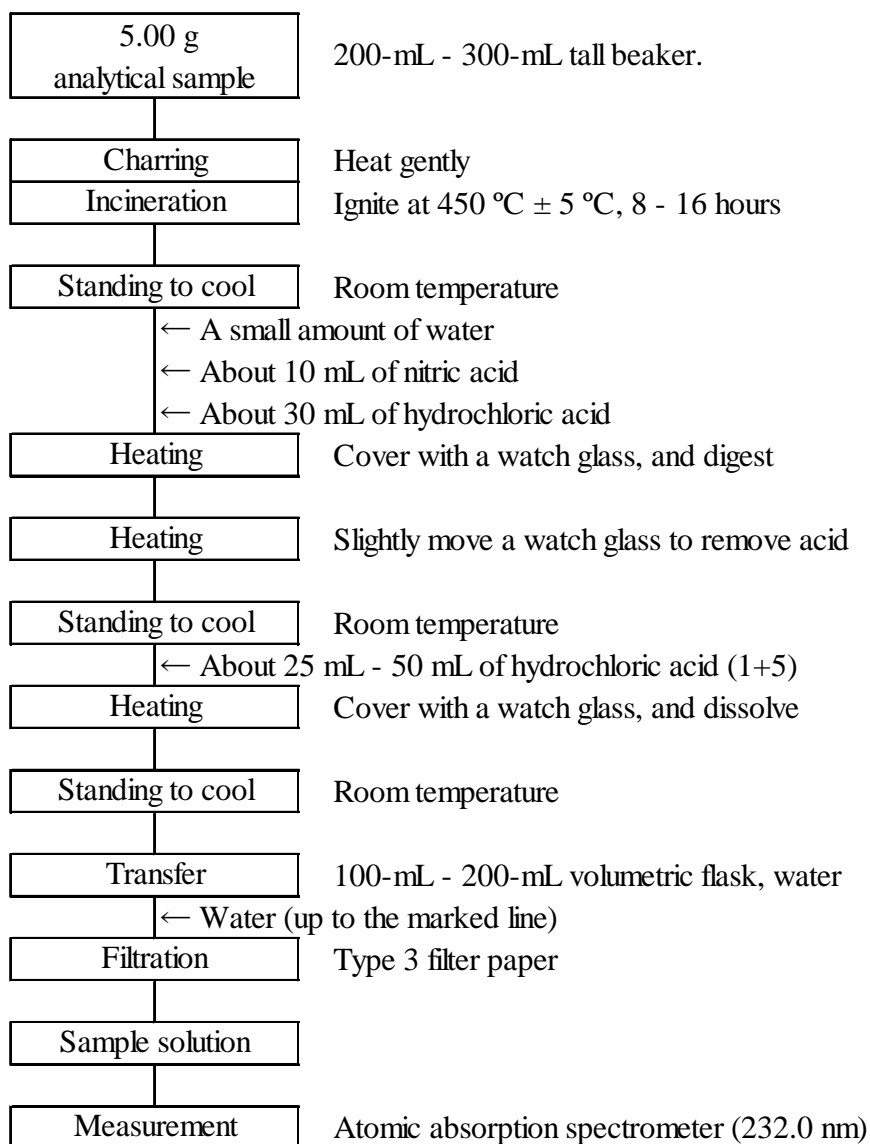 5.00 g
analytical sample
200-mL - 300-mL tall beaker.
Charring
Heat gently
Incineration
Ignite at 450 ºC ± 5 ºC, 8 - 16 hours
Standing to cool
Room temperature
← A small amount of water
← About 10 mL of nitric acid
← About 30 mL of hydrochloric acid
Heating
Cover with a watch glass, and digest
Heating
Slightly move a watch glass to remove acid
Standing to cool
Room temperature
← About 25 mL - 50 mL of hydrochloric acid (1+5)
Heating
Cover with a watch glass, and dissolve
Standing to cool
Room temperature
Transfer
100-mL - 200-mL volumetric flask, water
← Water (up to the marked line)
Filtration
Type 3 filter paper
Sample solution
Measurement
Atomic absorption spectrometer (232.0 nm)